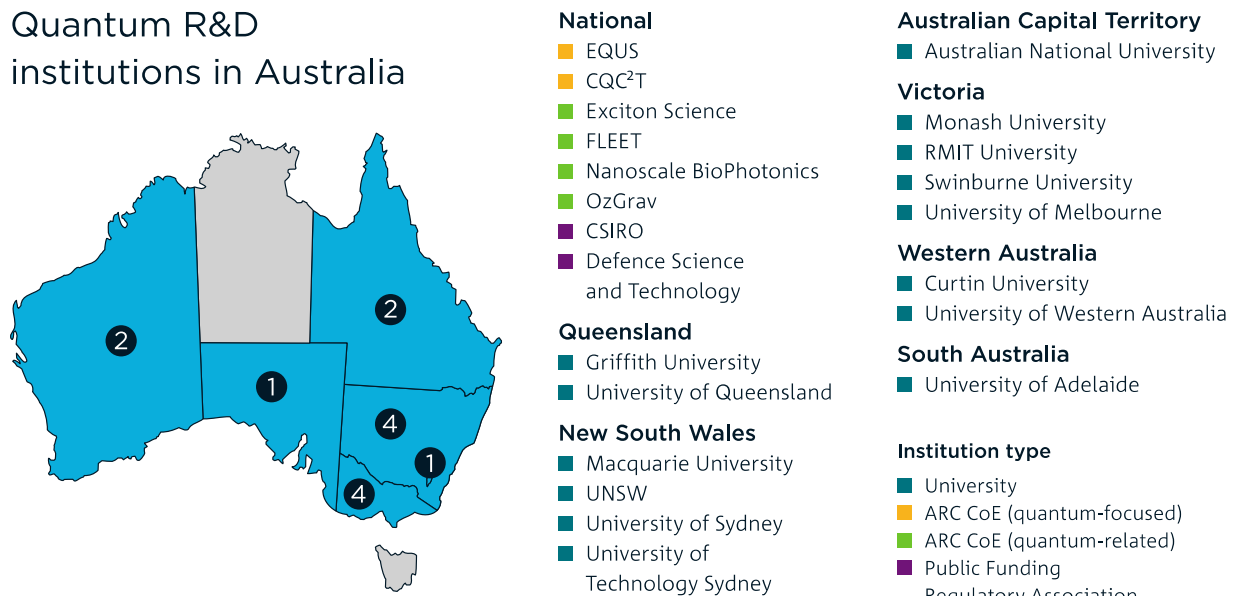 Quantum R&D
institutions in Australia
2
2
1
4
1
4
National
EQUS
CQC²T
Exciton Science
FLEET
Nanoscale BioPhotonics
OzGrav
CSIRO
Defence Science
and Technology
Queensland
Griffith University
University of Queensland
New South Wales
Macquarie University
UNSW
University of Sydney
University of
Technology Sydney
Australian Capital Territory
Australian National University
Victoria
Monash University
RMIT University
Swinburne University
University of Melbourne
Western Australia
Curtin University
University of Western Australia
South Australia
University of Adelaide
Institution type
University
ARC CoE (quantum-focused)
ARC CoE (quantum-related)
Public Funding
Regulatory Association